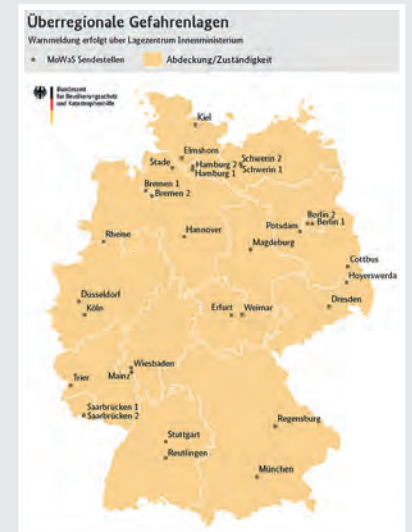 Überregionale Gefahrenlagen
Warnmeldung erfolgt über Lagezentrum Innenministerium
MoWaS Sendestellen
Abdeckung/Zuständigkeit
Bundesamt
für Bevölkerungsschutz
und Katastrophenhilfe
Kiel
Elmshorn
Stade
Hamburg 2
Hamburg 1
Schwerin 2
Schwerin 1
Bremen 1
Bremen 2
Berlin 2
Berlin 1
Potsdam
Rheine
Hannover
Magdeburg
Cottbus
Hoyerswerda
Düsseldorf
Köln
Erfurt
Weimar
Dresden
Wiesbaden
Mainz
Trier
Saarbrücken 1
Saarbrücken 2
Regensburg
Stuttgart
Reutlingen
München